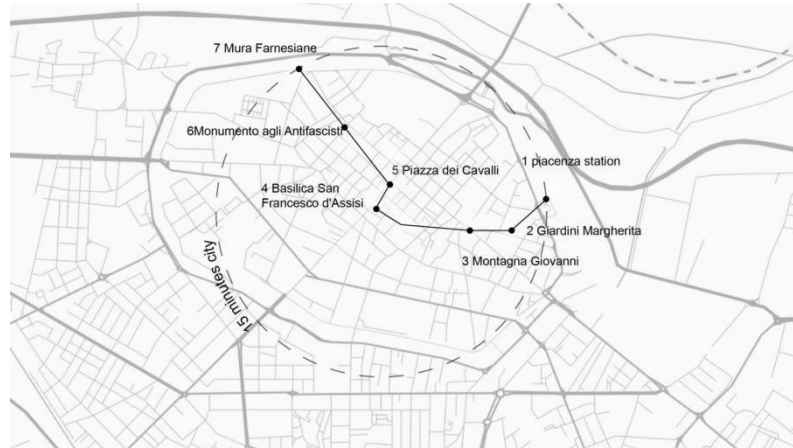 7 Mura Farnesiane
6Monumento agli Antifascisti
5 Piazza dei Cavalli
1 piacenza station
4 Basilica San
Francesco d'Assisi
2 Giardini Margherita
3 Montagna Giovanni
15 minutes city